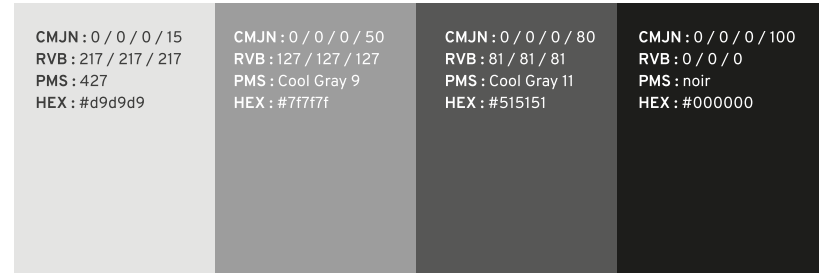 CMJN : 0 / 0 / 0 / 15
RVB : 217 / 217 / 217
PMS : 427
HEX : #d9d9d9
CMJN : 0 / 0 / 0 / 50
RVB : 127 / 127 / 127
PMS : Cool Gray 9
HEX : #7f7f7f
CMJN : 0 / 0 / 0 / 80
RVB : 81 / 81 / 81
PMS : Cool Gray 11
HEX : #515151
CMJN : 0 / 0 / 0 / 100
RVB : 0 / 0 / 0
PMS : noir
HEX : #000000